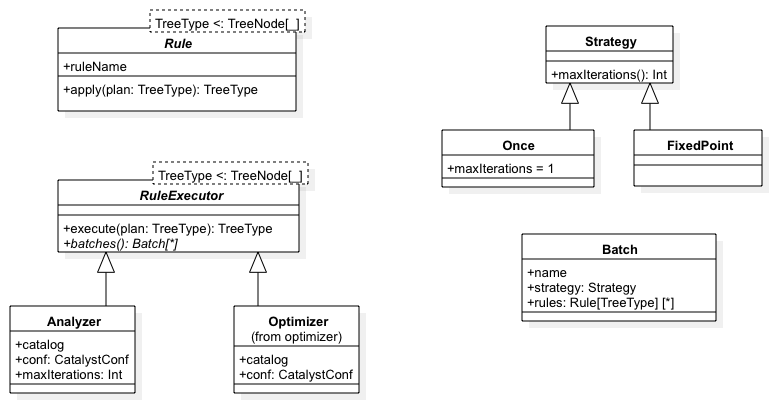 TreeType <: TreeNode[_]
Rule
+ruleName
+apply(plan: TreeType): TreeType
TreeType <: TreeNode[_]
RuleExecutor
+execute(plan: TreeType): TreeType
+batches(): Batch[*]
Analyzer
+catalog
+conf: CatalystConf
+maxIterations: Int
Optimizer
(from optimizer)
+catalog
+conf: CatalystConf
Strategy
+maxIterations(): Int
Once
+maxIterations = 1
FixedPoint
Batch
+name
+strategy: Strategy
+rules: Rule[TreeType] [*]